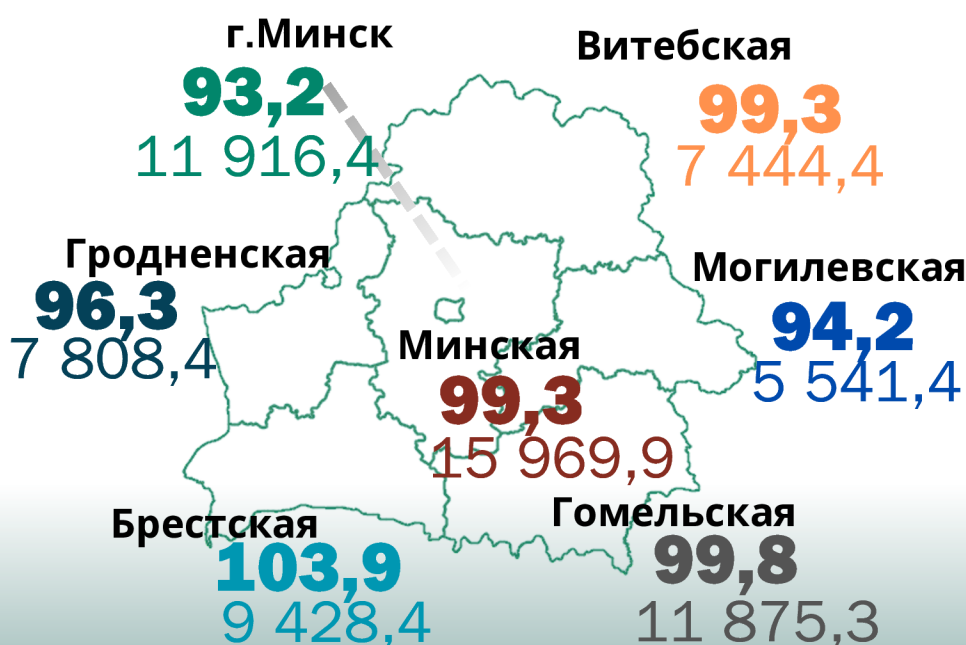 г.Минск
93,2
11 916,4
Витебская
99,3
7 444,4
Гродненская
96,3
7 808,4
Могилевская
94,2
5 541,4
Минская
99,3
15 969,9
Брестская
103,9
9 428,4
Гомельская
99,8
11 875,3